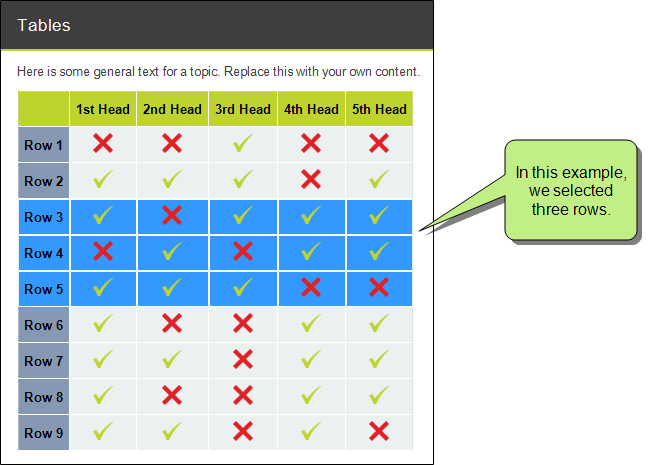 Tables
Here is some general text for a topic. Replace this with your own content.
1st Head 2nd Head 3rd Head 4th Head 5th Head
Row 1
Row 2
Row 3
Row 4
Row 5
Row 6
Row 7
Row 8
Row 9
In this example,
we selected
three rows.